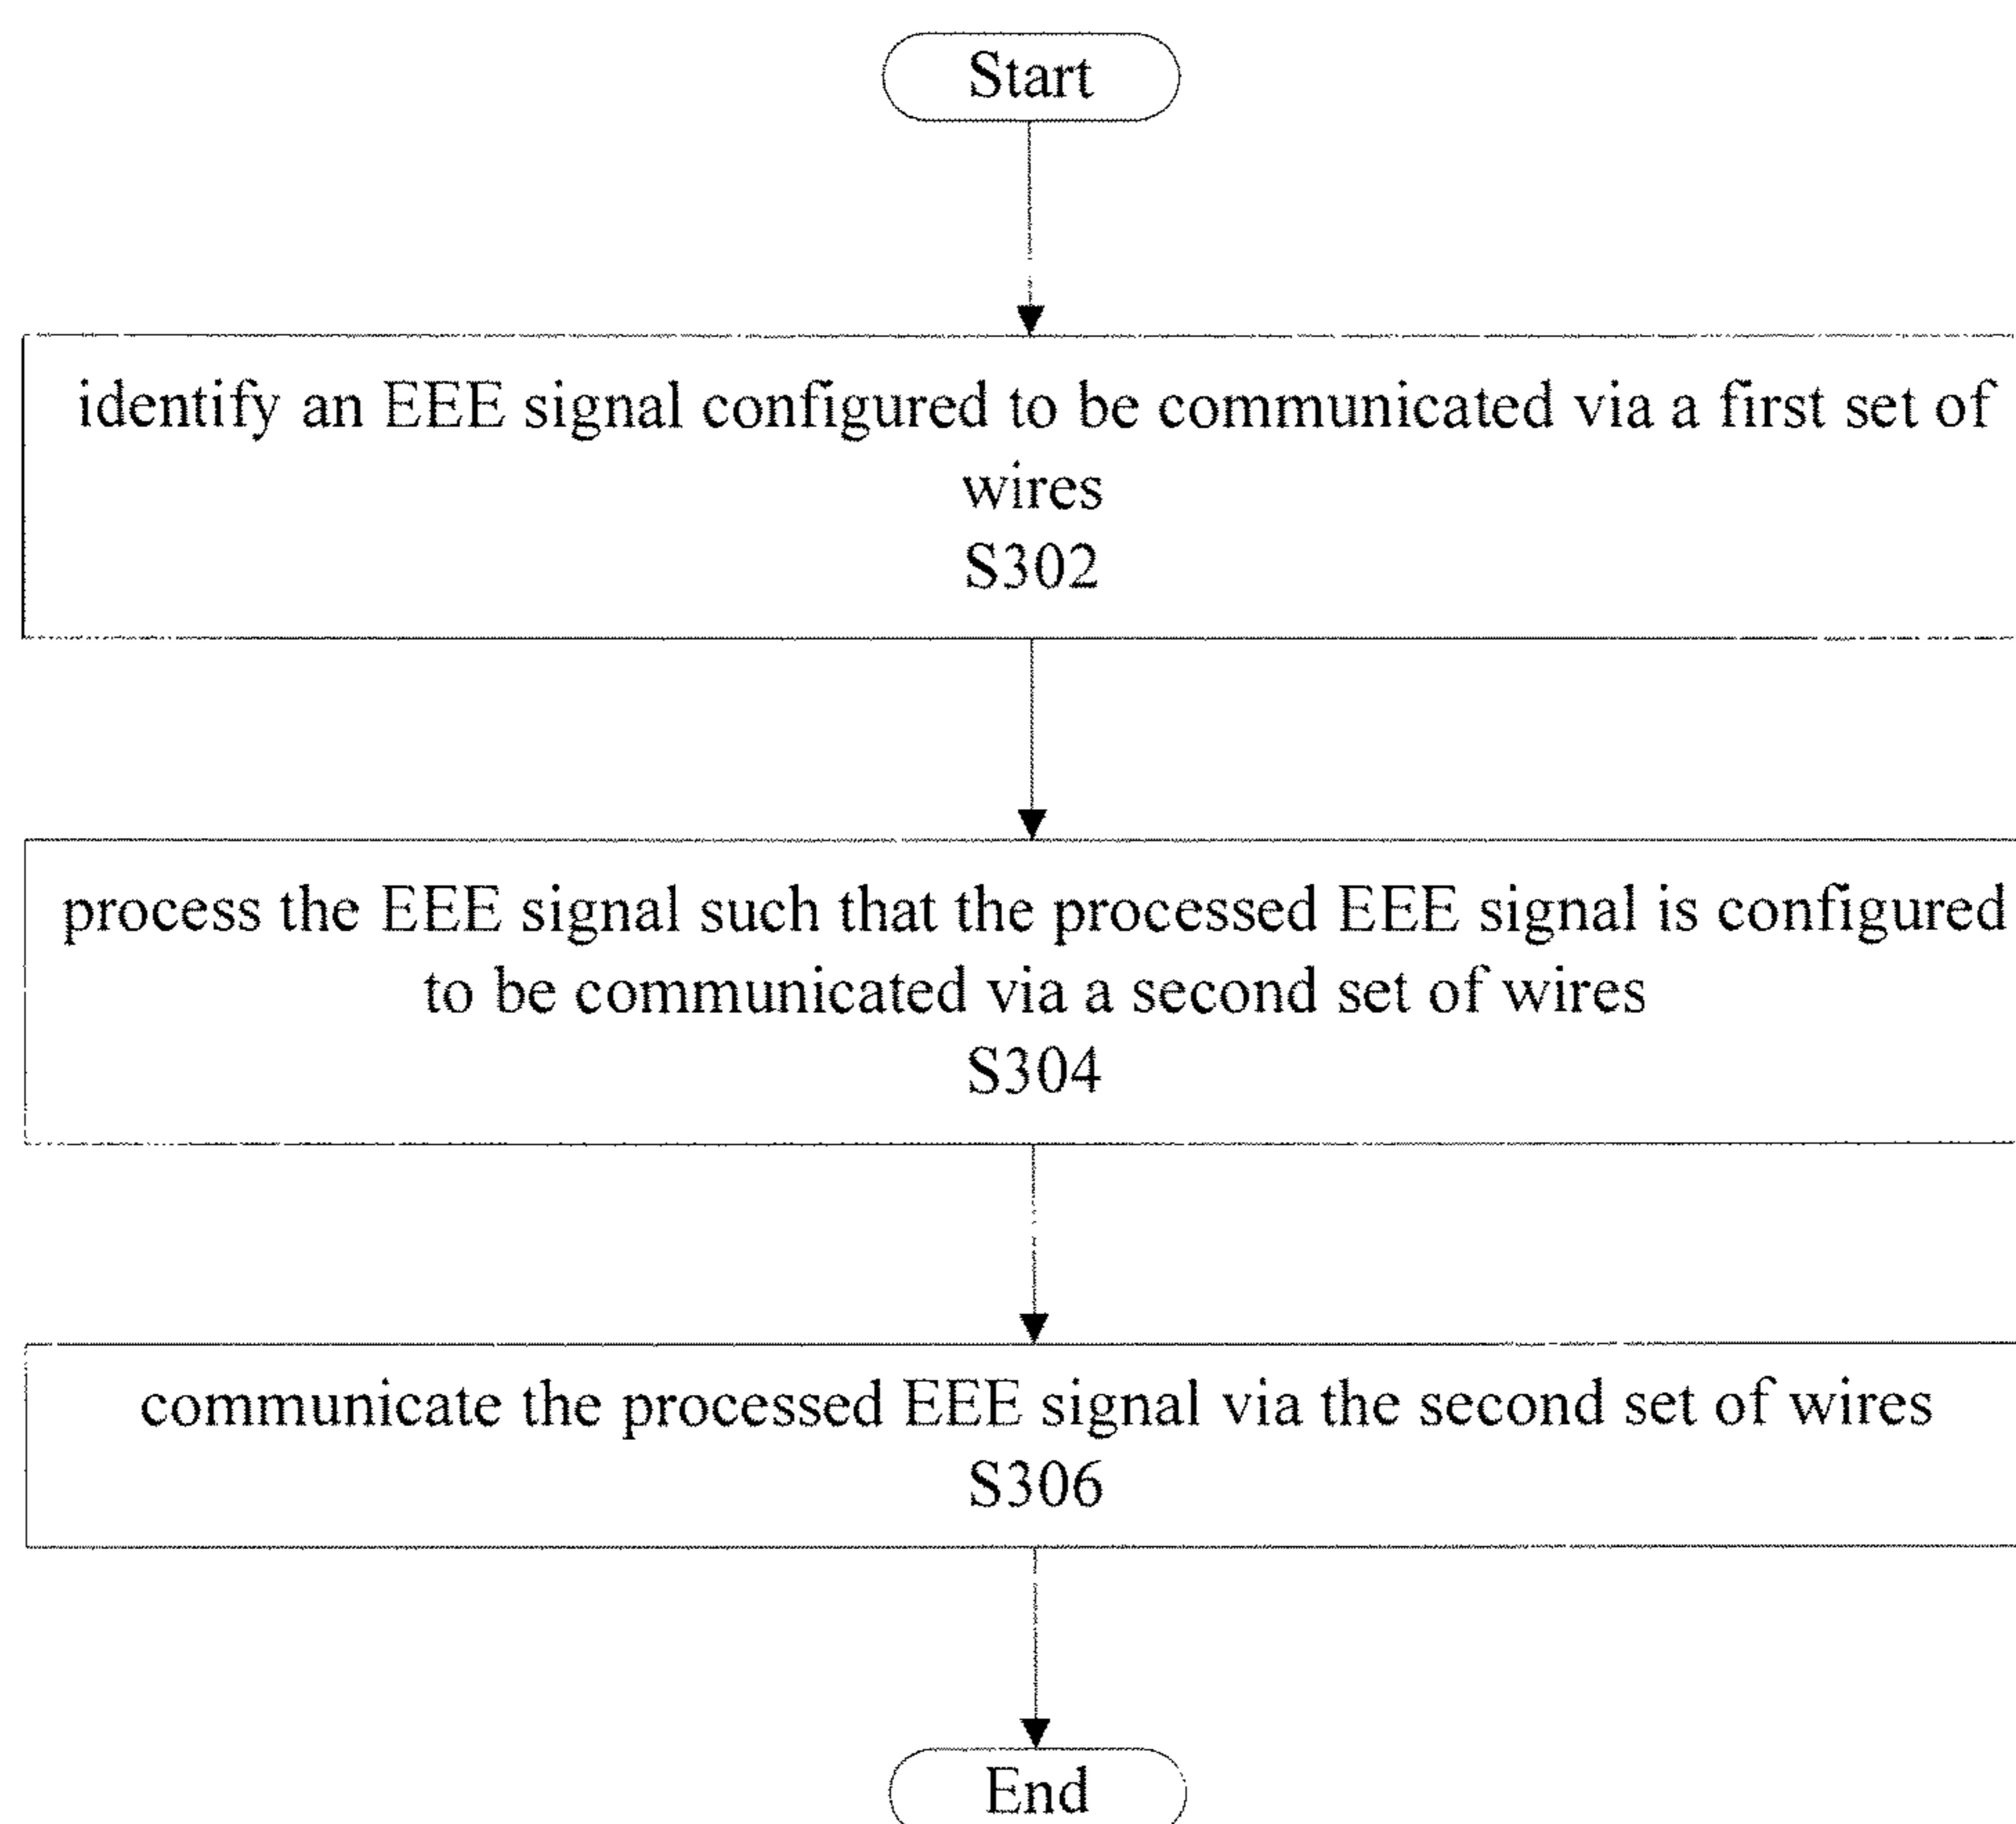 Start
identify an EEE signal configured to be communicated via a first set of
wires
S302
process the EEE signal such that the processed EEE signal is configured
to be communicated via a second set of wires
S304
communicate the processed EEE signal via the second set of wires
S306
End